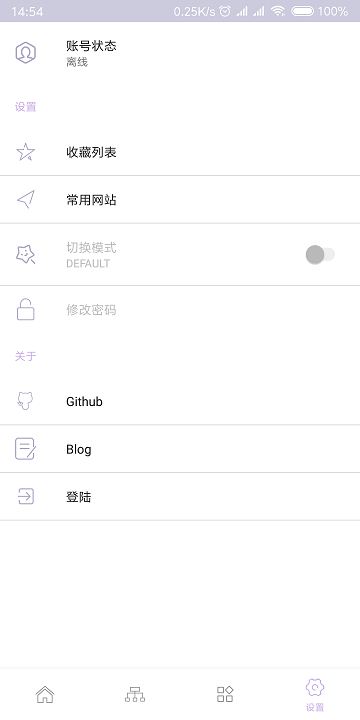 14:54
0.25K/s
100%
账号状态
离线
设置
收藏列表
常用网站
切换模式
DEFAULT
修改密码
关于
Github
Blog
登陆
设置